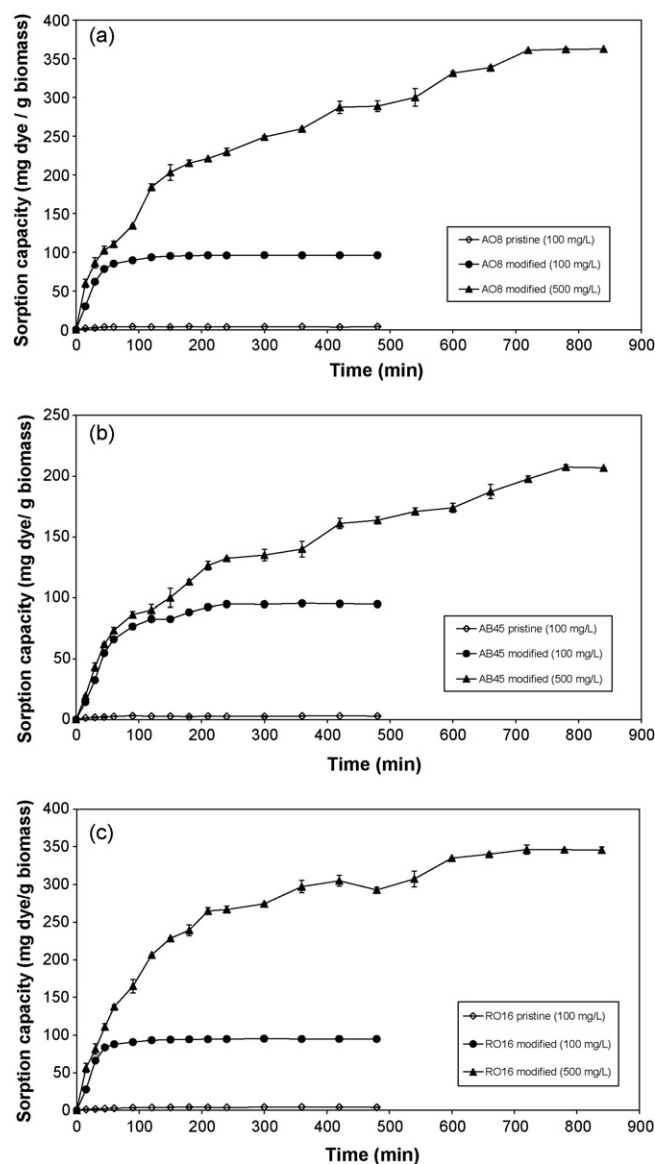 (a)
Sorption capacity (mg dye / g biomass)
400
350
300
250
200
150
100
50
0
AO8 pristine (100 mg/L)
AO8 modified (100 mg/L)
AO8 modified (500 mg/L)
0 100 200 300 400 500 600 700 800 900
Time (min)
(b)
Sorption capacity (mg dye/ g biomass)
250
200
150
100
50
0
AB45 pristine (100 mg/L)
AB45 modified (100 mg/L)
AB45 modified (500 mg/L)
0 100 200 300 400 500 600 700 800 900
Time (min)
(c)
Sorption capacity (mg dye/g biomass)
400
350
300
250
200
150
100
50
0
RO16 pristine (100 mg/L)
RO16 modified (100 mg/L)
RO16 modified (500 mg/L)
0 100 200 300 400 500 600 700 800 900
Time (min)